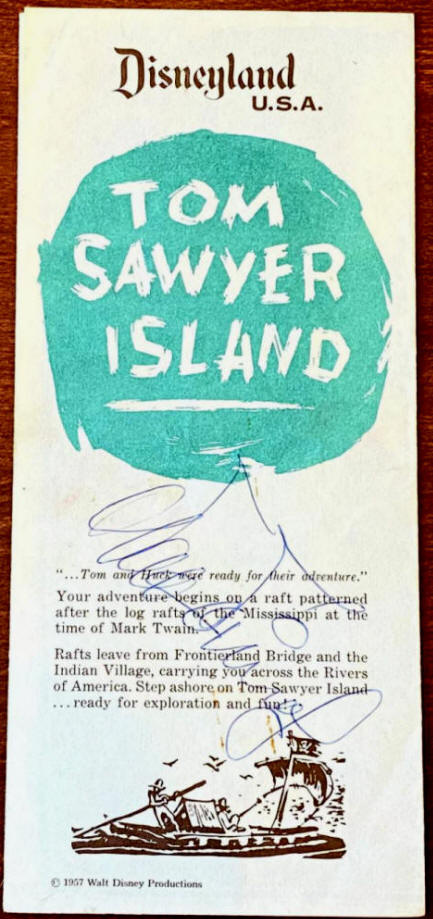 Disneyland
U.S.A.
TOM
SAWYER
ISLAND
"...Tom and Huck were ready for their adventure."
Your adventure begins on a raft patterned
after the log rafts of the Mississippi at the
time of Mark Twain.
Rafts leave from Frontierland Bridge and the
Indian Village, carrying you across the Rivers
of America. Step ashore on Tom Sawyer Island
...ready for exploration and fun!
© 1957 Walt Disney Productions